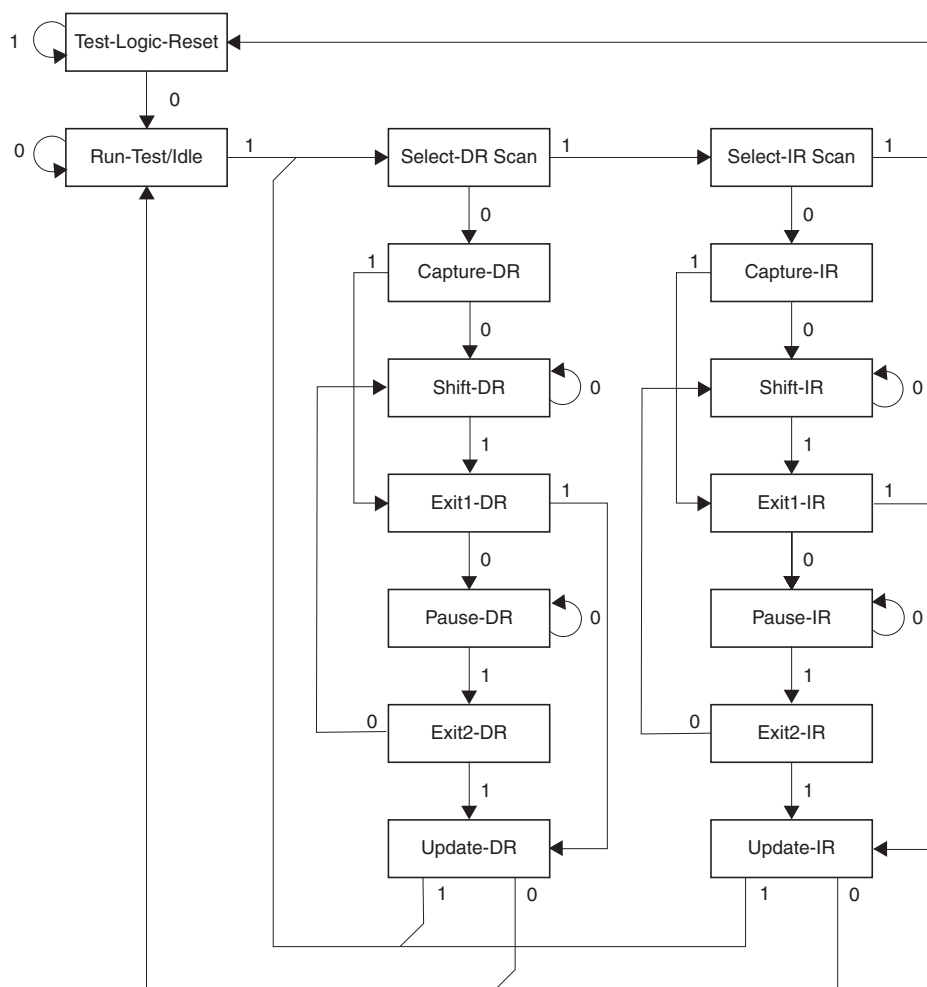 1
Test-Logic-Reset
0
0
Run-Test/Idle
1
Select-DR Scan
1
Select-IR Scan
1
0
0
1
Capture-DR
1
Capture-IR
0
0
Shift-DR
0
Shift-IR
0
1
1
Exit1-DR
1
Exit1-IR
1
0
0
Pause-DR
0
Pause-IR
0
1
1
0
Exit2-DR
0
Exit2-IR
1
1
Update-DR
Update-IR
1
0
1
0